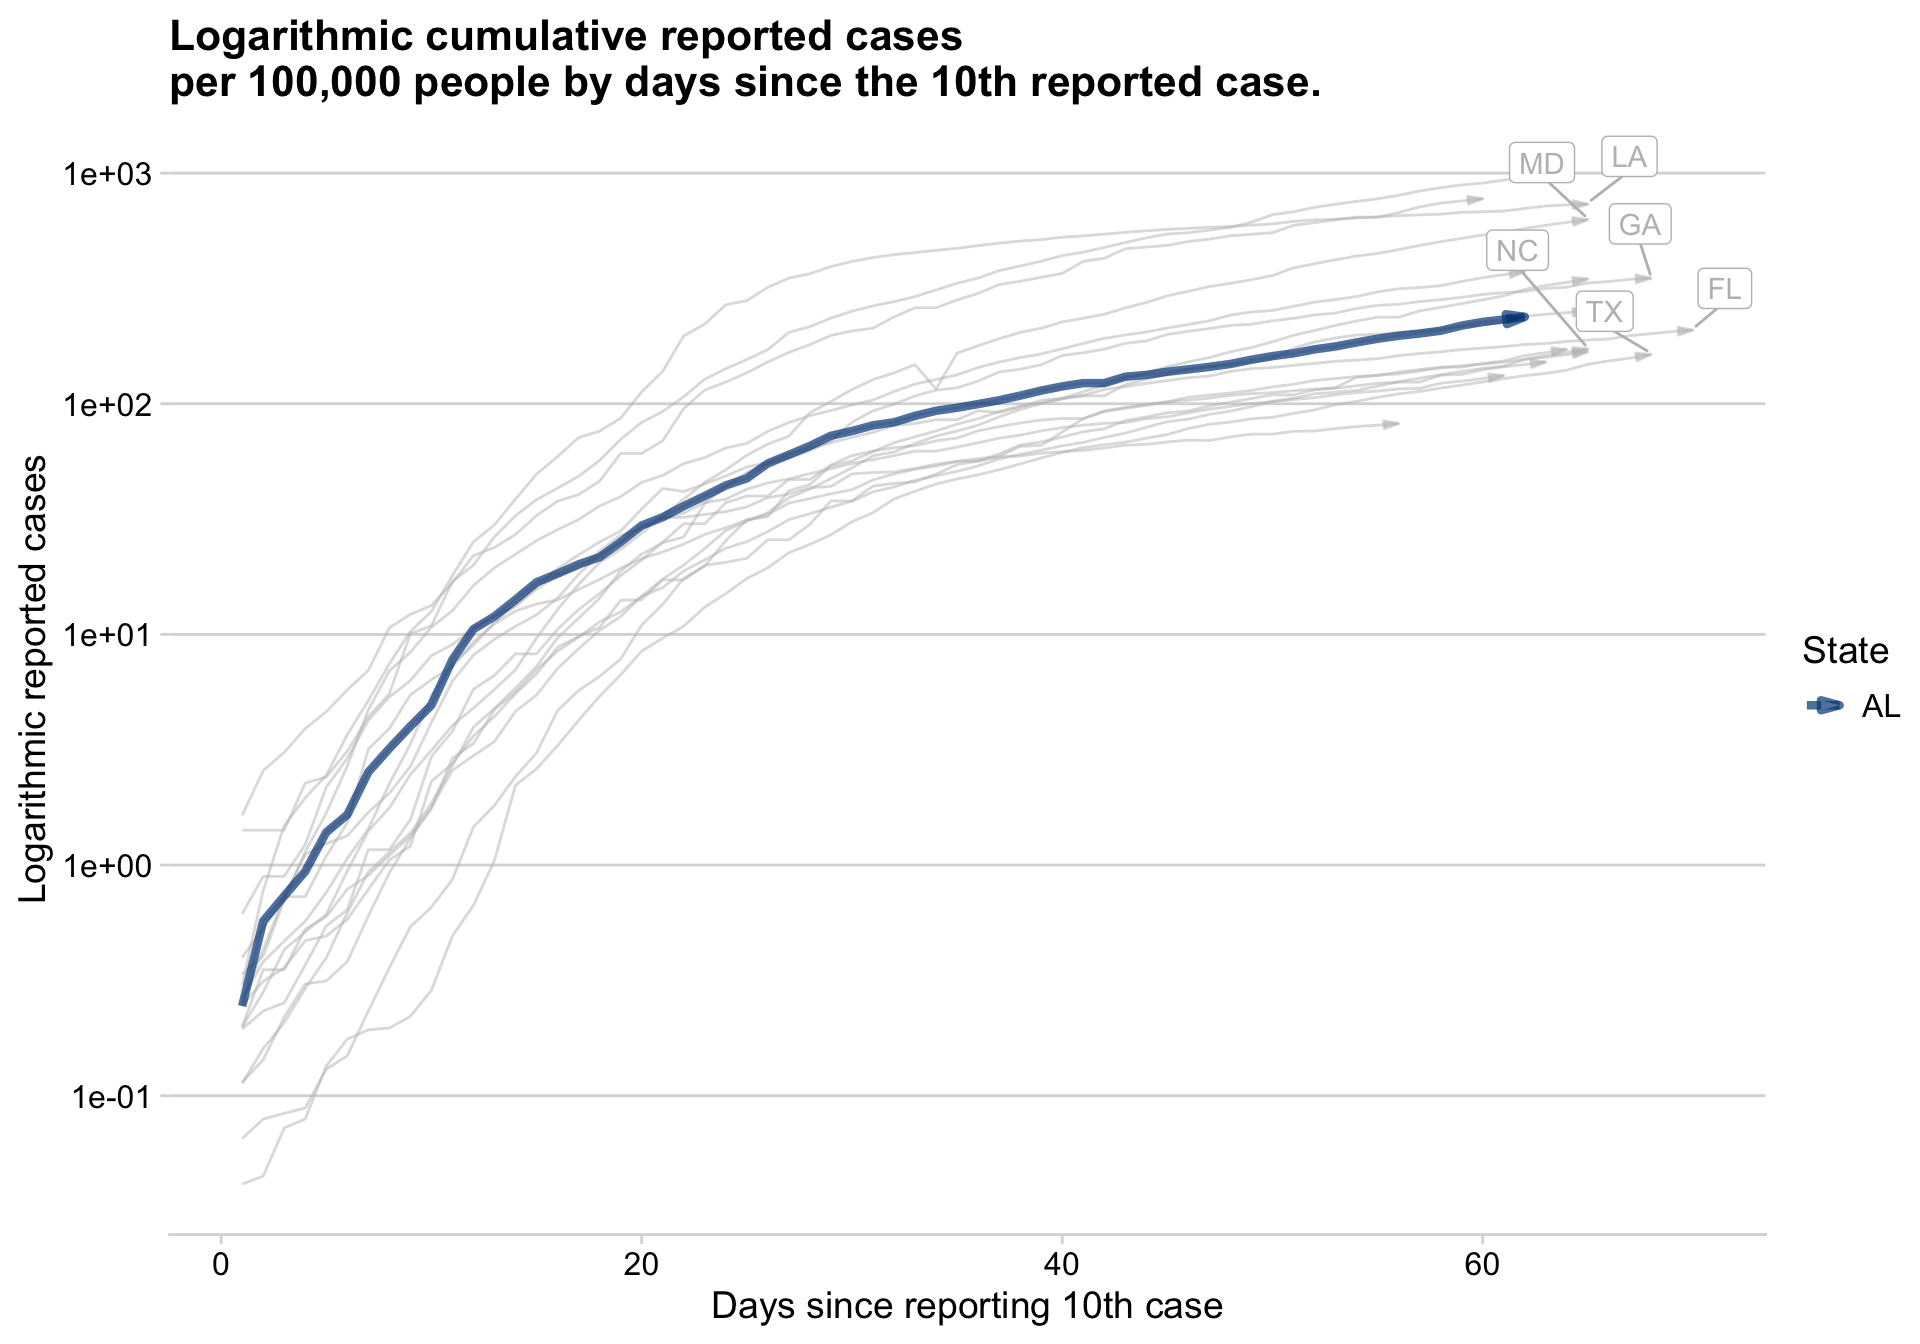 Logarithmic cumulative reported cases
per 100,000 people by days since the 10th reported case.
1e+03
1e+02
1e+01
1e+00
1e-01
Logarithmic reported cases
MD
LA
GA
NC
FL
TX
State
AL
0
20
40
60
Days since reporting 10th case